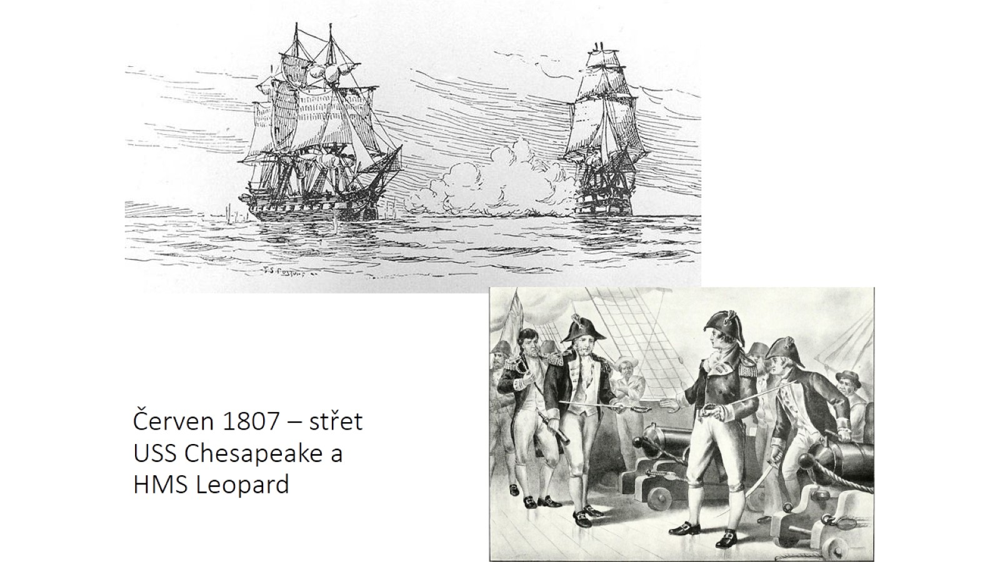 Červen 1807 – střet
USS Chesapeake a
HMS Leopard